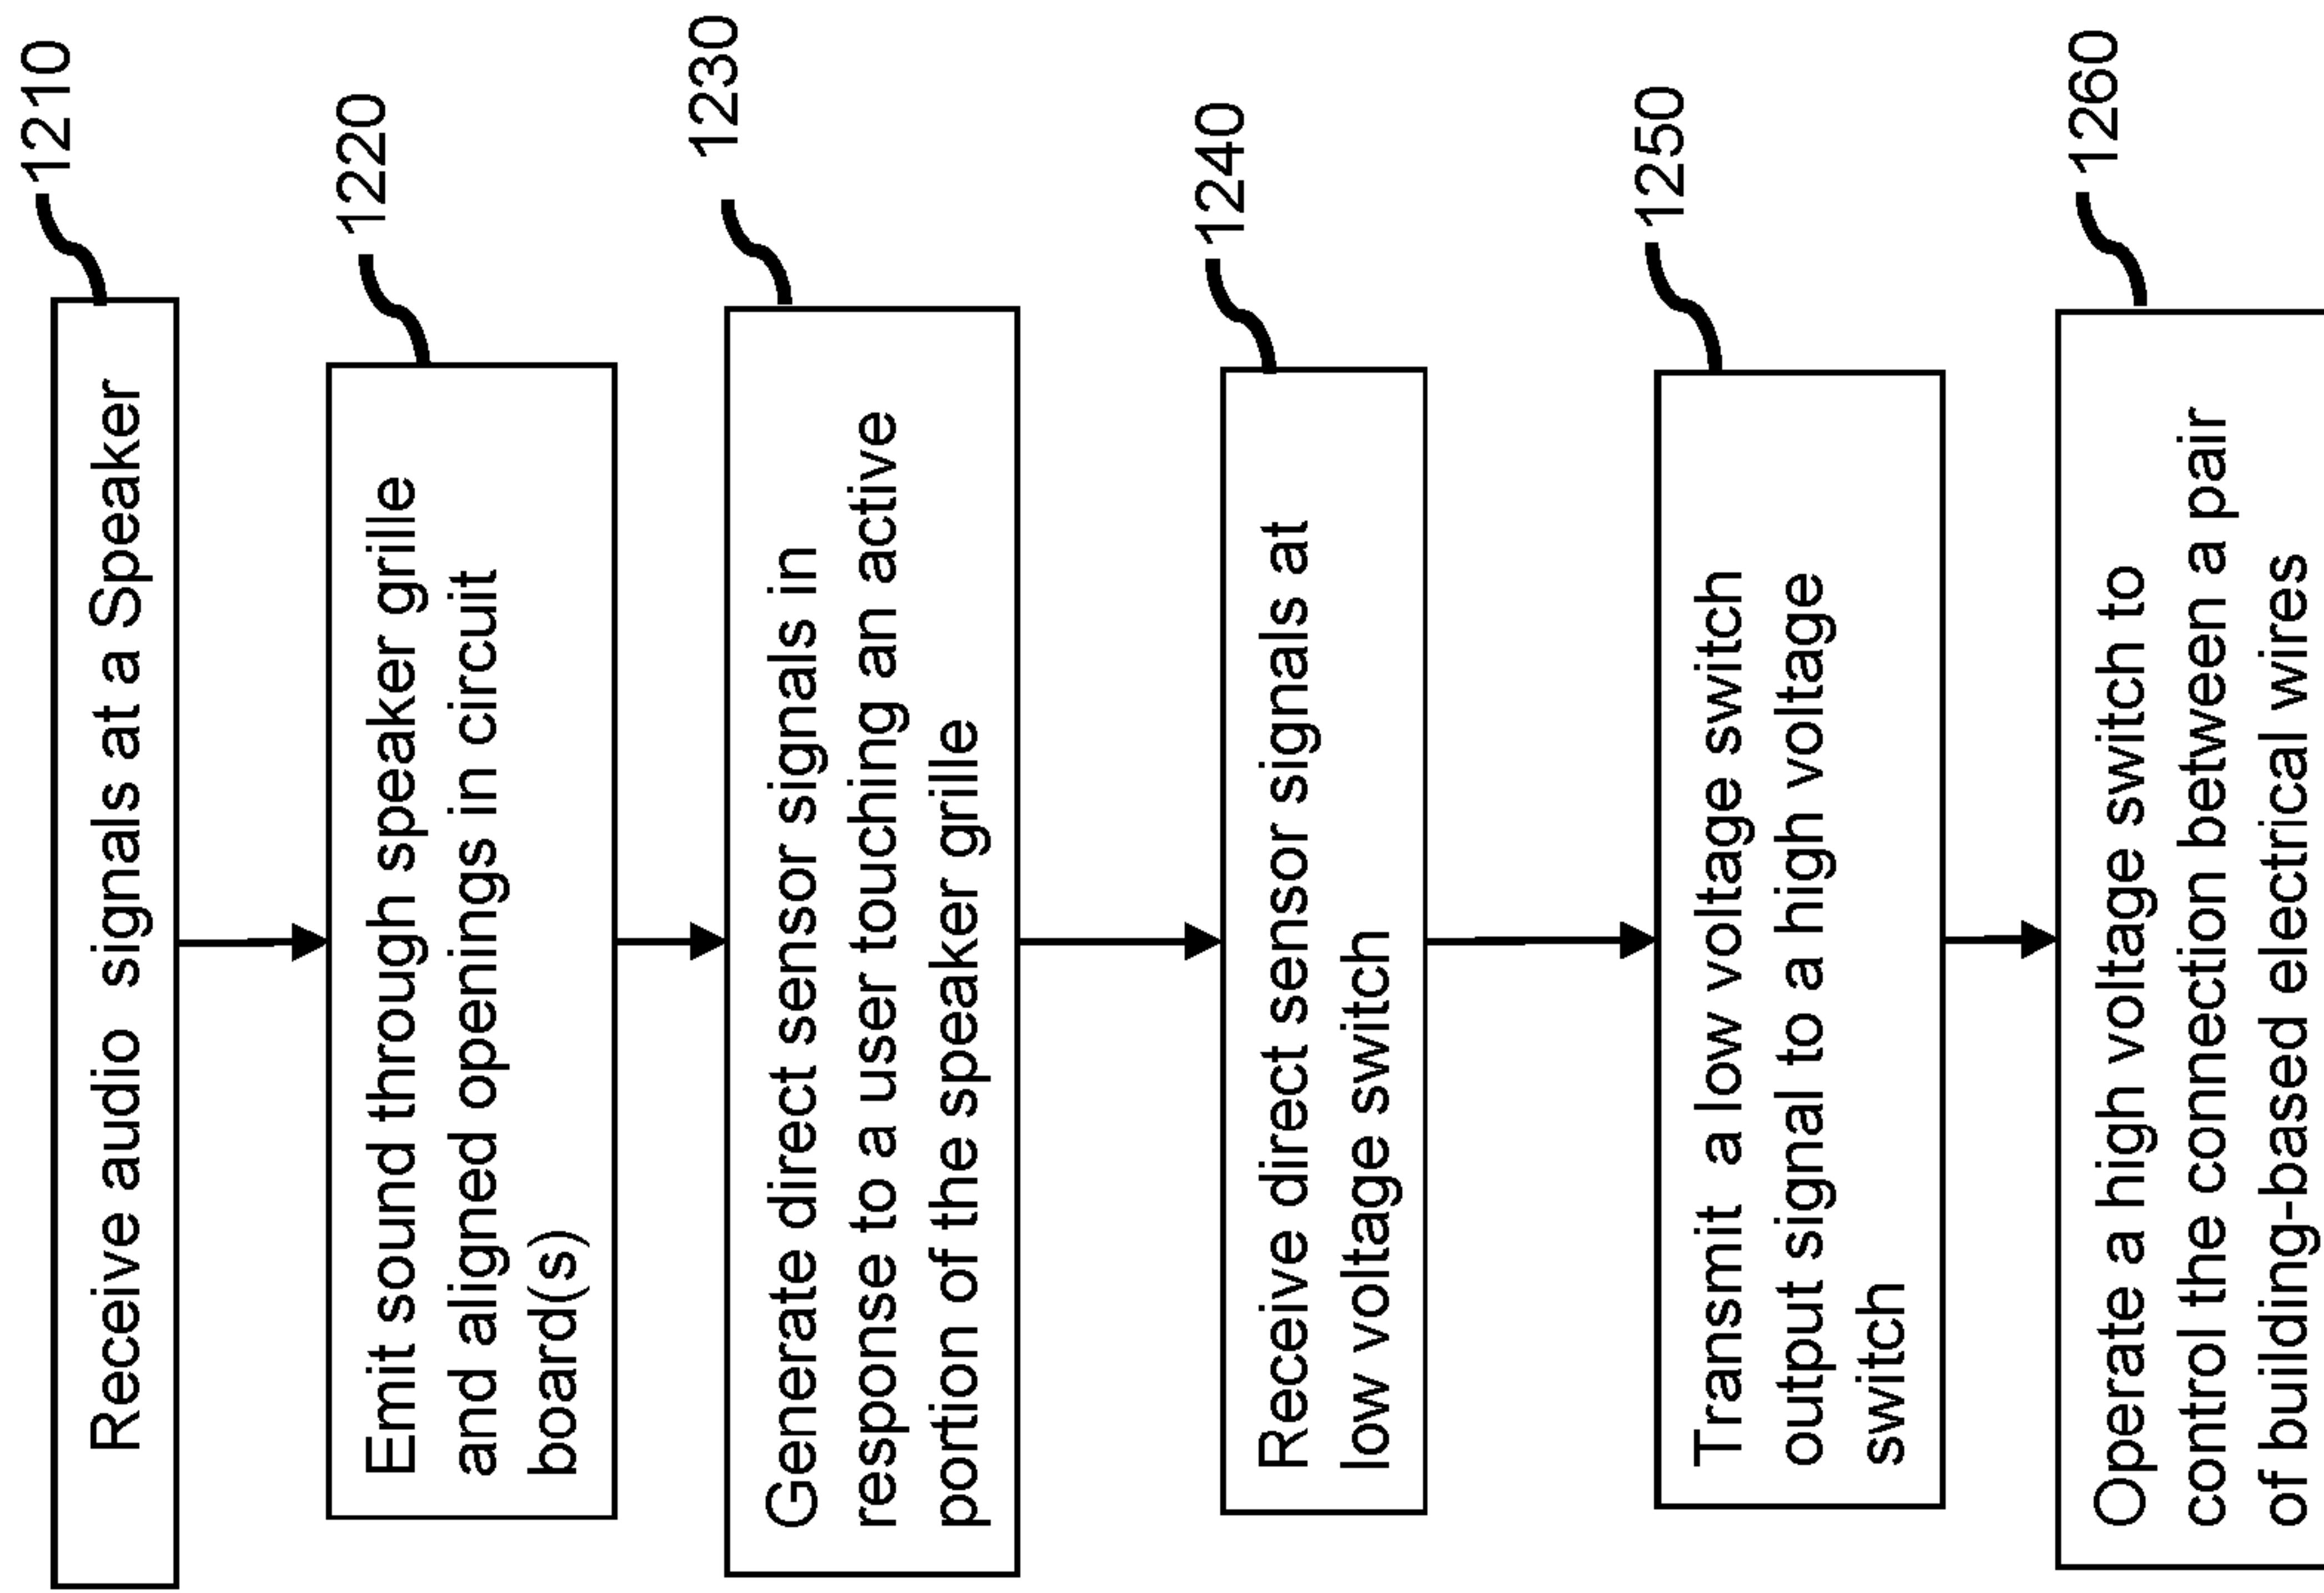 1210
Receive audio signals at a Speaker
1220
Emit sound through speaker grille
and aligned openings in circuit
board(s)
1230
Generate direct sensor signals in
response to a user touching an active
portion of the speaker grille
1240
Receive direct sensor signals at
low voltage switch
1250
Transmit a low voltage switch
output signal to a high voltage
switch
1260
Operate a high voltage switch to
control the connection between a pair
of building-based electrical wires